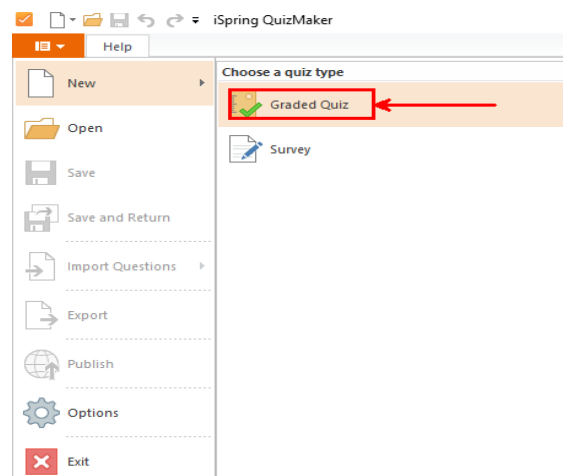 iSpring QuizMaker
Help
New
Choose a quiz type
Graded Quiz
Open
Survey
Save
Save and Return
Import Questions
Export
Publish
Options
Exit